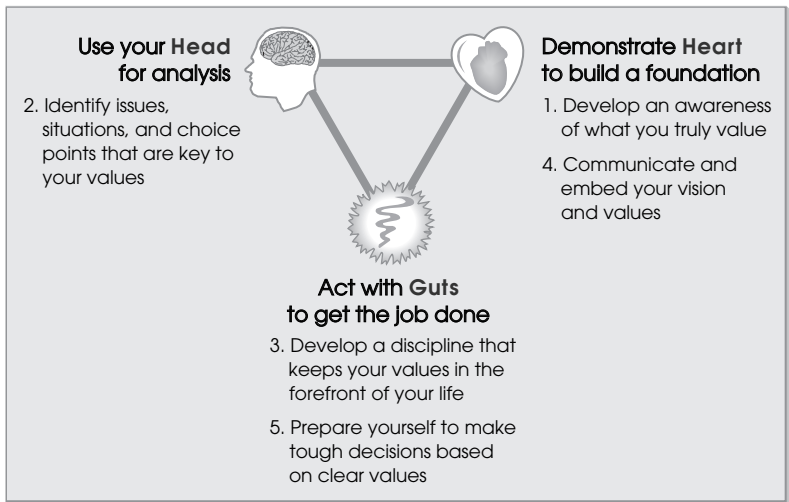 Use your Head
for analysis
2. Identify issues,
situations, and choice
points that are key to
your values
Demonstrate Heart
to build a foundation
1. Develop an awareness
of what you truly value
4. Communicate and
embed your vision
and values
Act with Guts
to get the job done
3. Develop a discipline that
keeps your values in the
forefront of your life
5. Prepare yourself to make
tough decisions based
on clear values